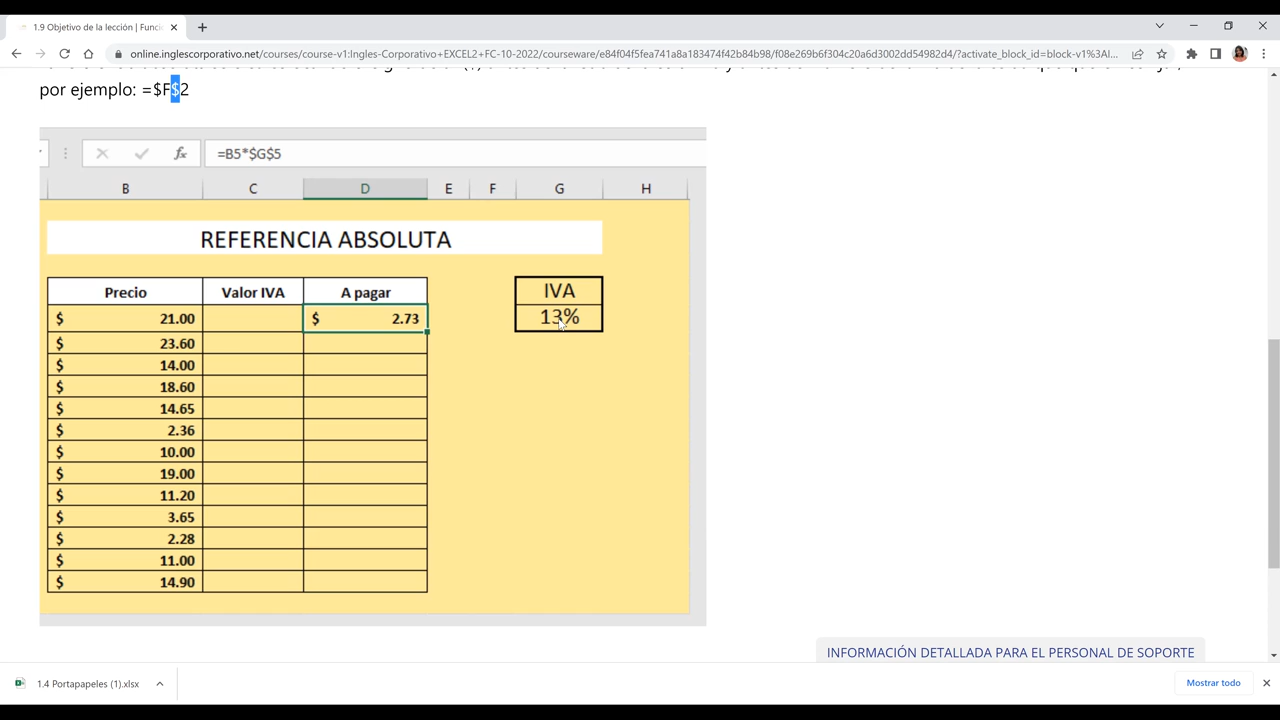 1.9 Objetivo de la lección | Funci
online.inglescorporativo.net/courses/course-v1:Ingles-Corporativo+EXCEL2+FC-10-2022/courseware/e84f04f5fea741a8a183474f42b84b98/f08e269b6f304c20a6d3002dd54982d4/?activate_block_id=block-v1%3AI...
por ejemplo: =$F$2
fx =B5*$G$5
B C D E F G H
REFERENCIA ABSOLUTA
Precio Valor IVA A pagar IVA
$ 21.00 $ 2.73 13%
$ 23.60
$ 14.00
$ 18.60
$ 14.65
$ 2.36
$ 10.00
$ 19.00
$ 11.20
$ 3.65
$ 2.28
$ 11.00
$ 14.90
INFORMACIÓN DETALLADA PARA EL PERSONAL DE SOPORTE
1.4 Portapapeles (1).xlsx Mostrar todo